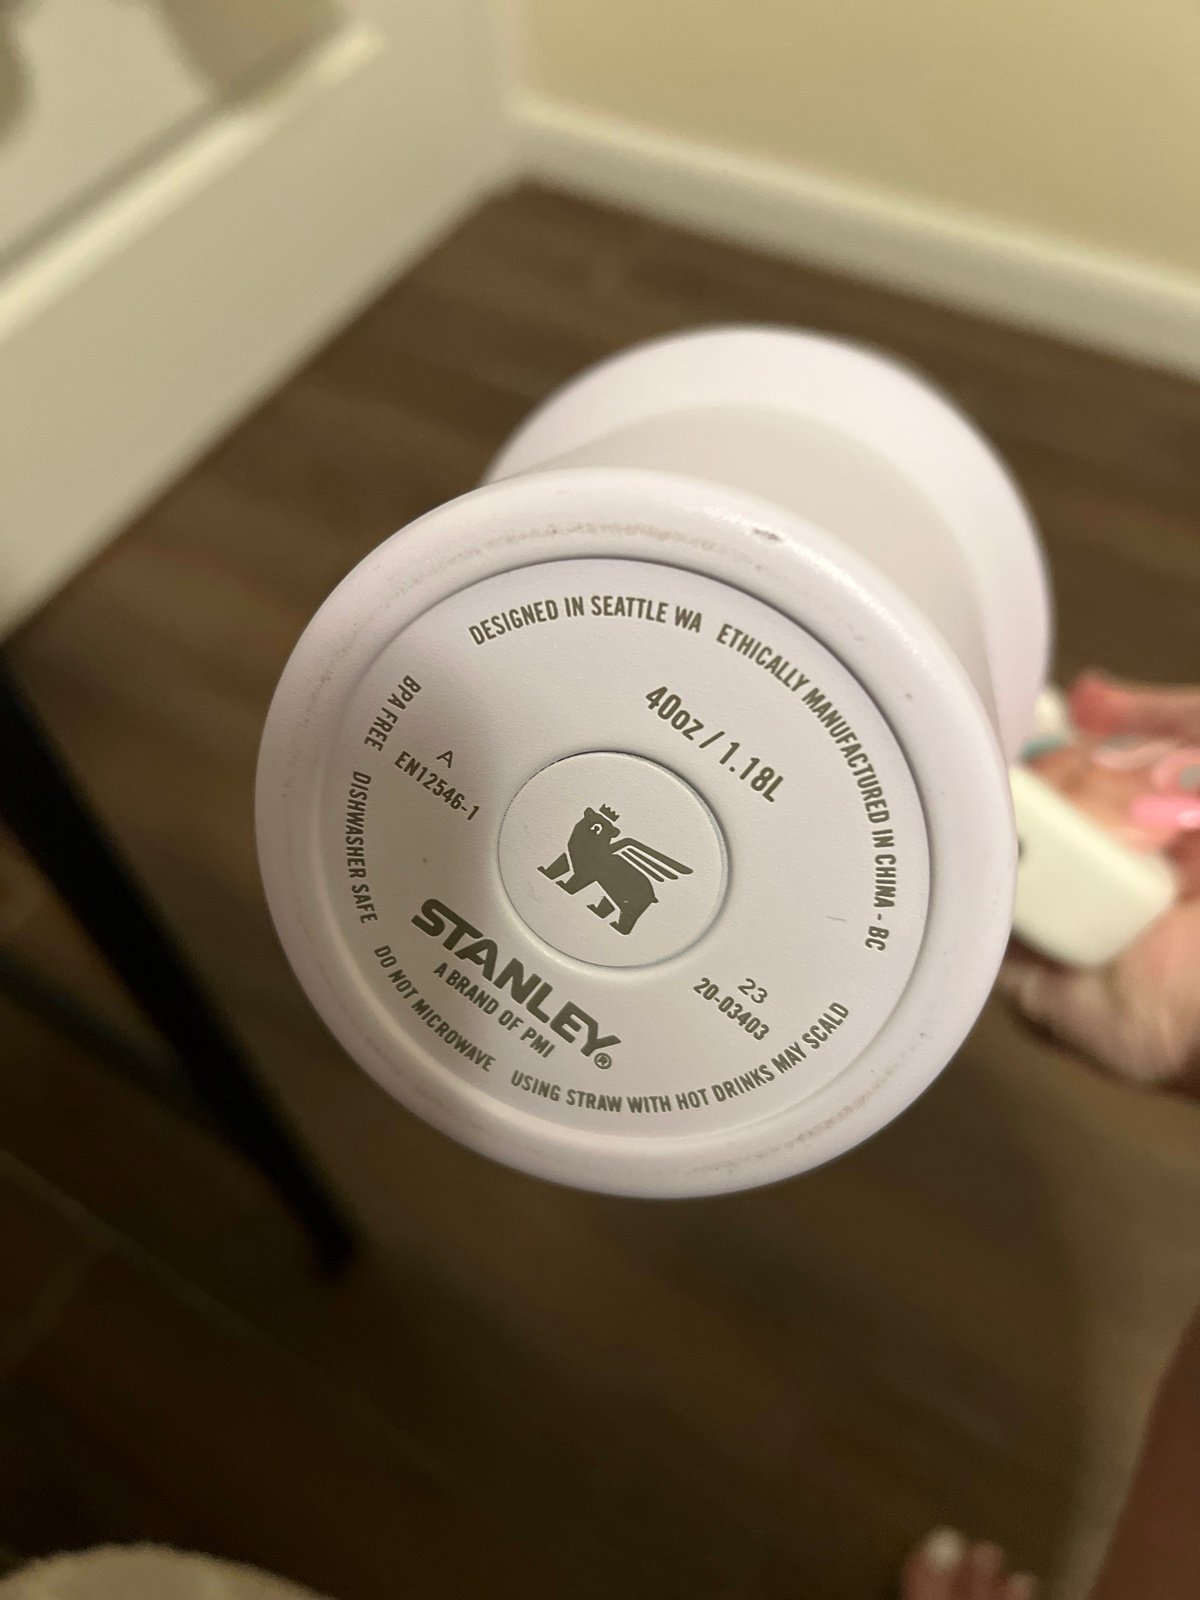 DESIGNED IN SEATTLE WA
ETHICALLY MANUFACTURED IN CHINA - BC
40oz / 1.18L
BPA FREE
A
EN12546-1
DISHWASHER SAFE
STANLEY®
A BRAND OF PMI
23
20-03403
DO NOT MICROWAVE
USING STRAW WITH HOT DRINKS MAY SCALD